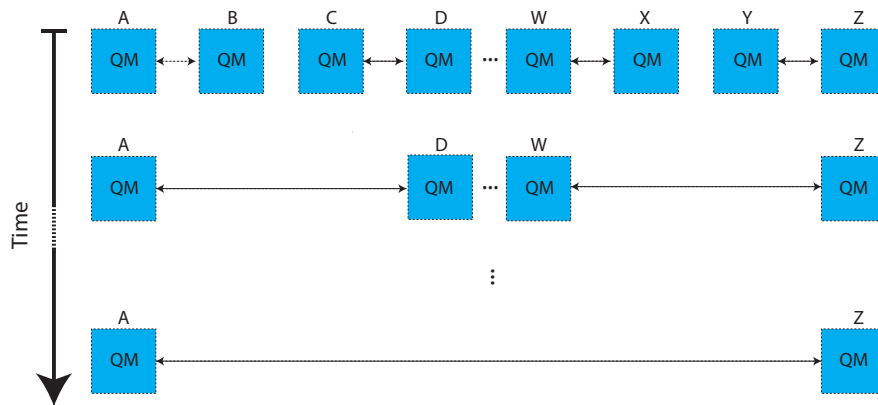 A B C D W X Y Z
QM QM QM QM ... QM QM QM QM
A D W Z
QM QM ... QM QM
Time
...
A Z
QM QM